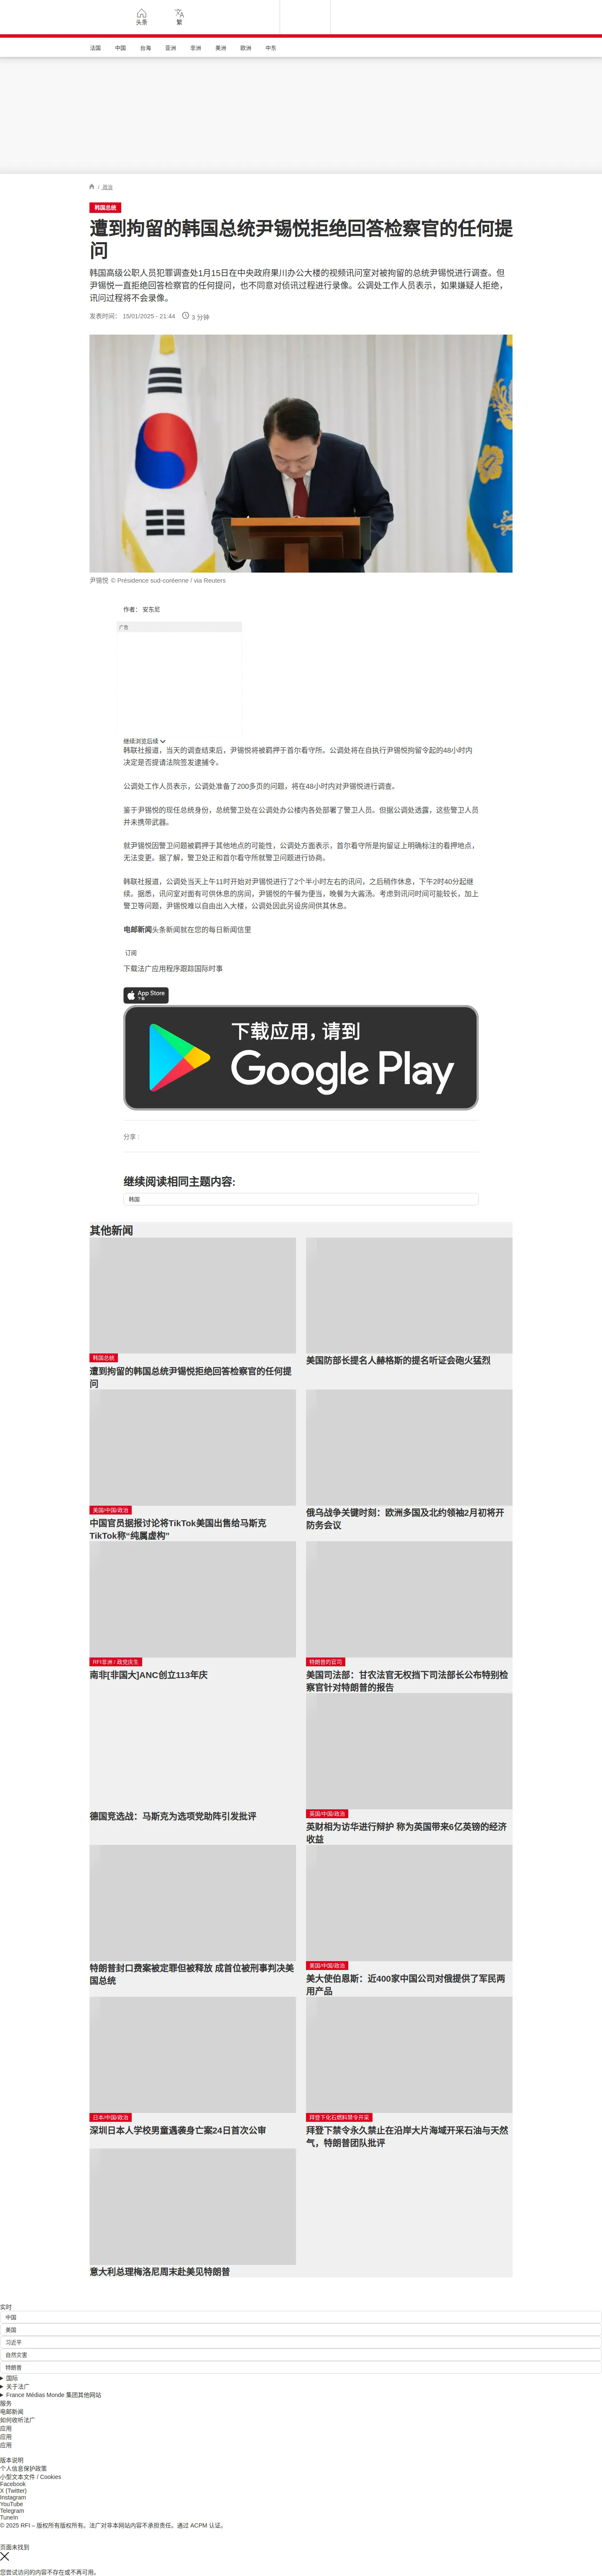 头条
繁
法国 中国 台海 亚洲 非洲 美洲 欧洲 中东
/ 政治
韩国总统
遭到拘留的韩国总统尹锡悦拒绝回答检察官的任何提
问
韩国高级公职人员犯罪调查处1月15日在中央政府果川办公大楼的视频讯问室对被拘留的总统尹锡悦进行调查。但
尹锡悦一直拒绝回答检察官的任何提问，也不同意对侦讯过程进行录像。公调处工作人员表示，如果嫌疑人拒绝，
讯问过程将不会录像。
发表时间： 15/01/2025 - 21:44 3 分钟
尹锡悦 © Présidence sud-coréenne / via Reuters
作者： 安东尼
广告
继续浏览后续
韩联社报道，当天的调查结束后，尹锡悦将被羁押于首尔看守所。公调处将在自执行尹锡悦拘留令起的48小时内
决定是否提请法院签发逮捕令。
公调处工作人员表示，公调处准备了200多页的问题，将在48小时内对尹锡悦进行调查。
鉴于尹锡悦的现任总统身份，总统警卫处在公调处办公楼内各处部署了警卫人员。但据公调处透露，这些警卫人员
并未携带武器。
就尹锡悦因警卫问题被羁押于其他地点的可能性，公调处方面表示，首尔看守所是拘留证上明确标注的看押地点，
无法变更。据了解，警卫处正和首尔看守所就警卫问题进行协商。
韩联社报道，公调处当天上午11时开始对尹锡悦进行了2个半小时左右的讯问，之后稍作休息，下午2时40分起继
续。据悉，讯问室对面有可供休息的房间，尹锡悦的午餐为便当，晚餐为大酱汤。考虑到讯问时间可能较长，加上
警卫等问题，尹锡悦难以自由出入大楼，公调处因此另设房间供其休息。
电邮新闻头条新闻就在您的每日新闻信里
订阅
下载法广应用程序跟踪国际时事
App Store
下载
下载应用，请到
Google Play
分享 :
继续阅读相同主题内容:
韩国
其他新闻
韩国总统
遭到拘留的韩国总统尹锡悦拒绝回答检察官的任何提
问
美国防部长提名人赫格斯的提名听证会砲火猛烈
美国/中国/政治
中国官员据报讨论将TikTok美国出售给马斯克
TikTok称“纯属虚构”
俄乌战争关键时刻：欧洲多国及北约领袖2月初将开
防务会议
RFI非洲 / 政党庆生
南非[非国大]ANC创立113年庆
特朗普的官司
美国司法部：甘农法官无权挡下司法部长公布特别检
察官针对特朗普的报告
德国竞选战：马斯克为选项党助阵引发批评
英国/中国/政治
英财相为访华进行辩护 称为英国带来6亿英镑的经济
收益
特朗普封口费案被定罪但被释放 成首位被刑事判决美
国总统
美国/中国/政治
美大使伯恩斯：近400家中国公司对俄提供了军民两
用产品
日本/中国/政治
深圳日本人学校男童遇袭身亡案24日首次公审
拜登下化石燃料禁令开采
拜登下禁令永久禁止在沿岸大片海域开采石油与天然
气，特朗普团队批评
意大利总理梅洛尼周末赴美见特朗普
实时
中国
美国
习近平
自然灾害
特朗普
国际
关于法广
France Médias Monde 集团其他网站
服务
电邮新闻
如何收听法广
应用
应用
应用
版本说明
个人信息保护政策
小型文本文件 / Cookies
Facebook
X (Twitter)
Instagram
YouTube
Telegram
TuneIn
© 2025 RFI – 版权所有版权所有。法广对非本网站内容不承担责任。通过 ACPM 认证。
页面未找到
您尝试访问的内容不存在或不再可用。